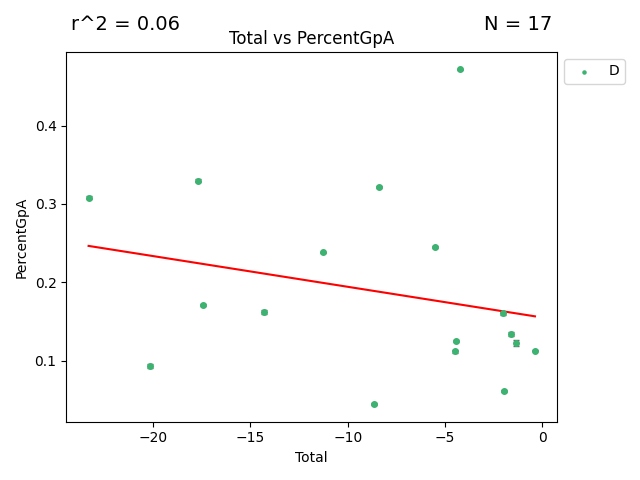 r^2 = 0.06
N = 17
Total vs PercentGpA
D
PercentGpA
0.4
0.3
0.2
0.1
−20
−15
−10
−5
0
Total